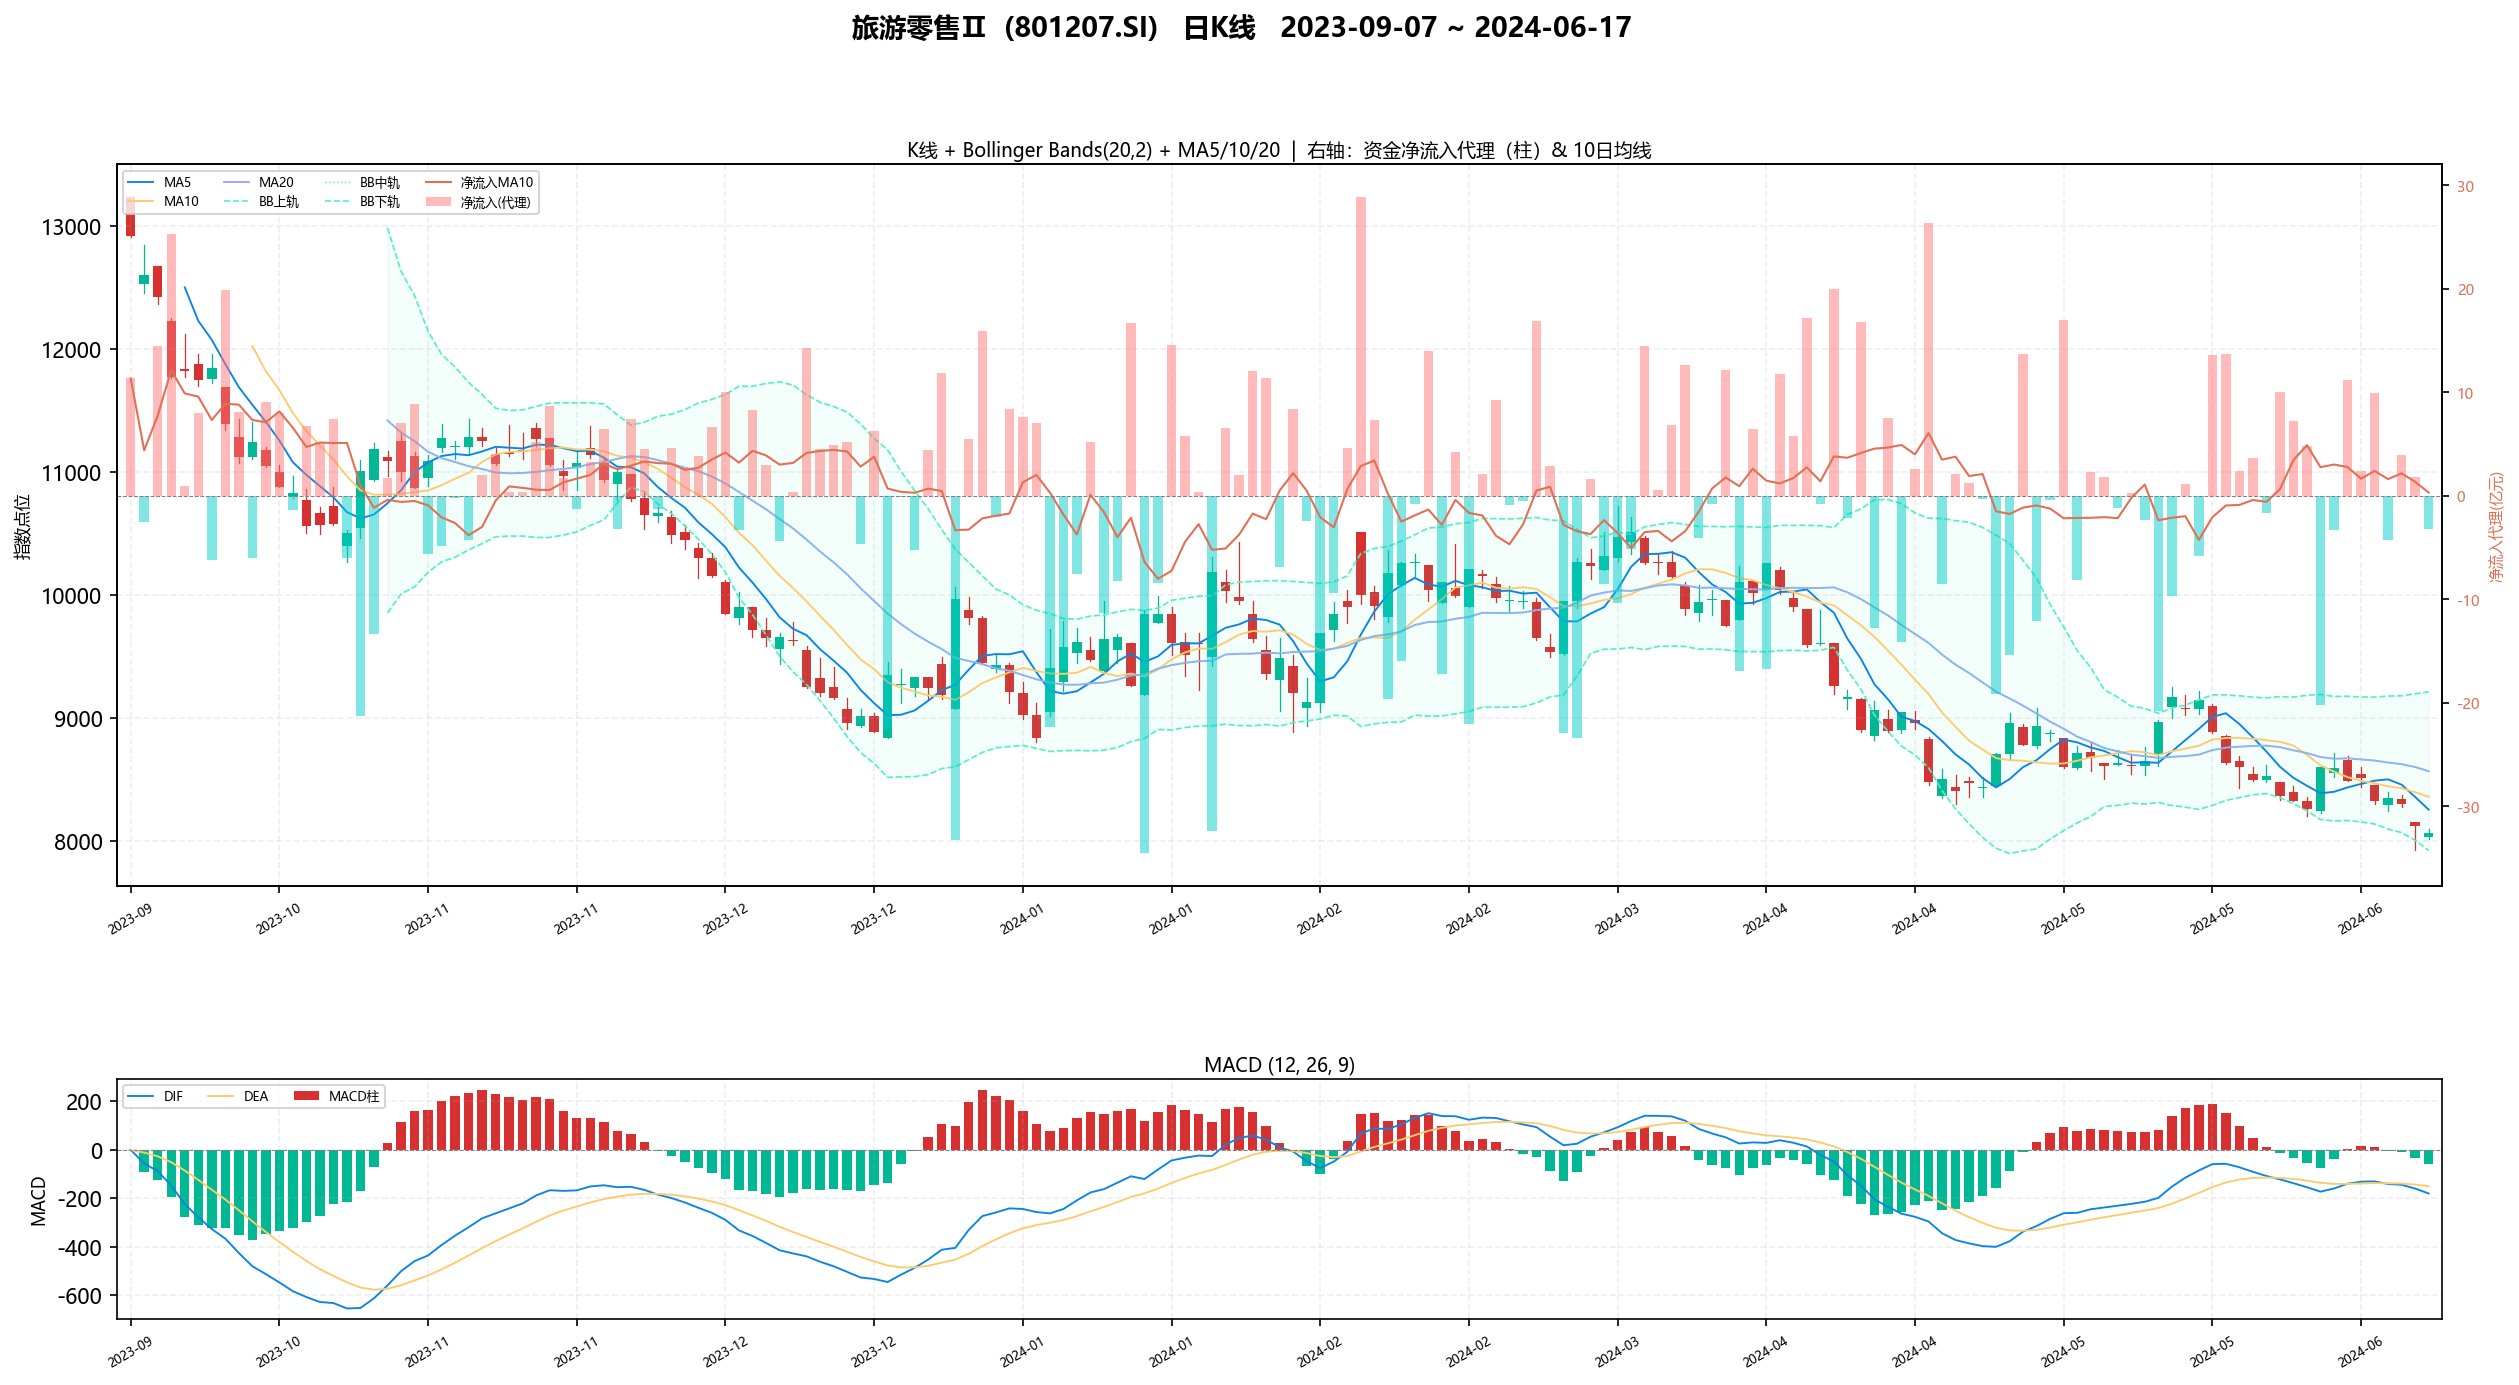 旅游零售Ⅱ (801207.SI) 日K线 2023-09-07 ~ 2024-06-17
K线 + Bollinger Bands(20,2) + MA5/10/20 | 右轴：资金净流入代理（柱）& 10日均线
MA5 MA20 BB中轨 净流入MA10
MA10 BB上轨 BB下轨 净流入(代理)
指数点位
13000
12000
11000
10000
9000
8000
30
20
10
0
-10
-20
-30
净流入代理(亿元)
2023-09 2023-10 2023-11 2023-11 2023-12 2023-12 2024-01 2024-01 2024-02 2024-02 2024-03 2024-04 2024-04 2024-05 2024-05 2024-06
MACD (12, 26, 9)
DIF DEA MACD柱
MACD
200
0
-200
-400
-600
2023-09 2023-10 2023-11 2023-11 2023-12 2023-12 2024-01 2024-01 2024-02 2024-02 2024-03 2024-04 2024-04 2024-05 2024-05 2024-06